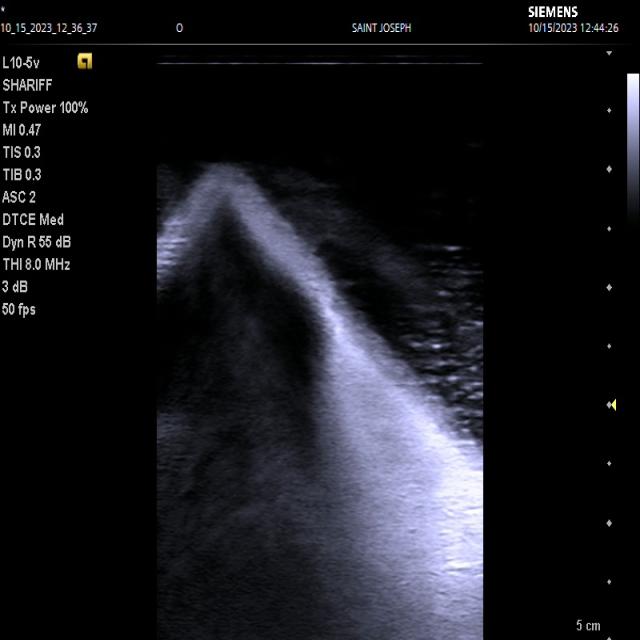 *
SIEMENS
10_15_2023_12_36_37 O SAINT JOSEPH 10/15/2023 12:44:26
L10-5v
SHARIFF
Tx Power 100%
MI 0.47
TIS 0.3
TIB 0.3
ASC 2
DTCE Med
Dyn R 55 dB
THI 8.0 MHz
3 dB
50 fps
5 cm